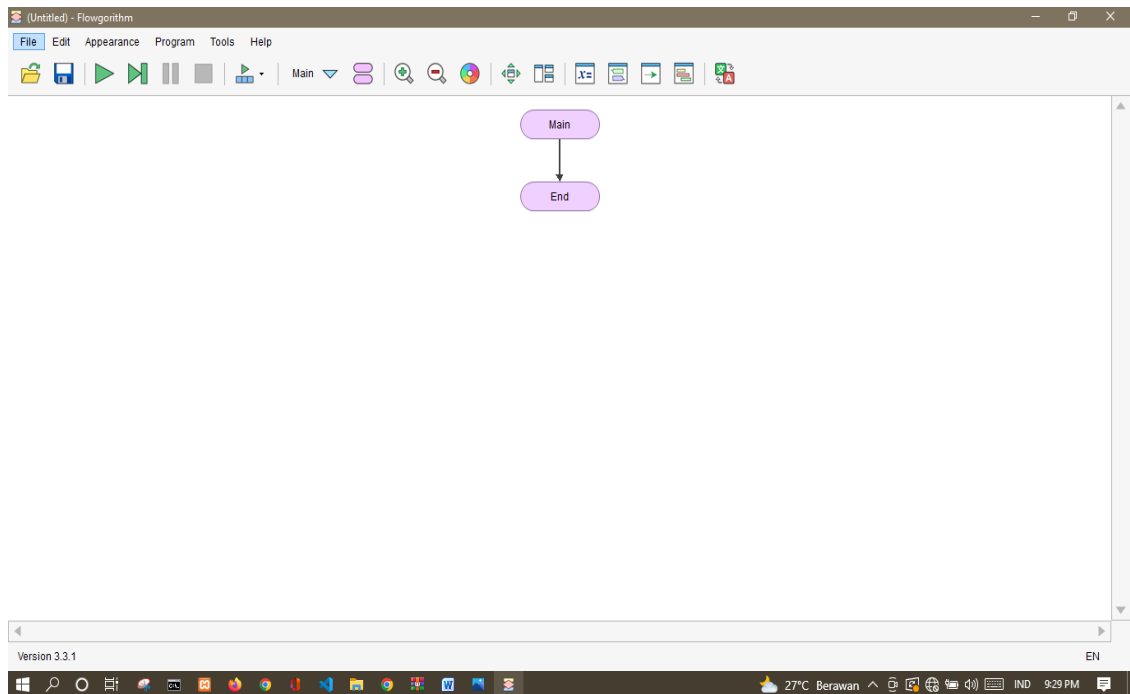 (Untitled) - Flowgorithm
File Edit Appearance Program Tools Help
Main x=
Main
End
Version 3.3.1 EN
27°C Berawan IND 9:29 PM